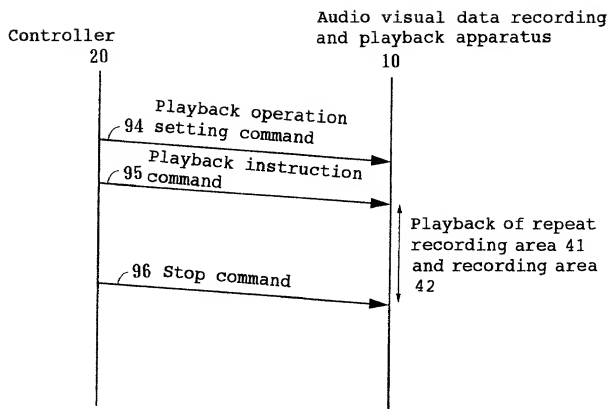 Controller
20
Audio visual data recording
and playback apparatus
10
Playback operation
94 setting command
Playback instruction
95 command
Playback of repeat
recording area 41
and recording area
42
96 Stop command